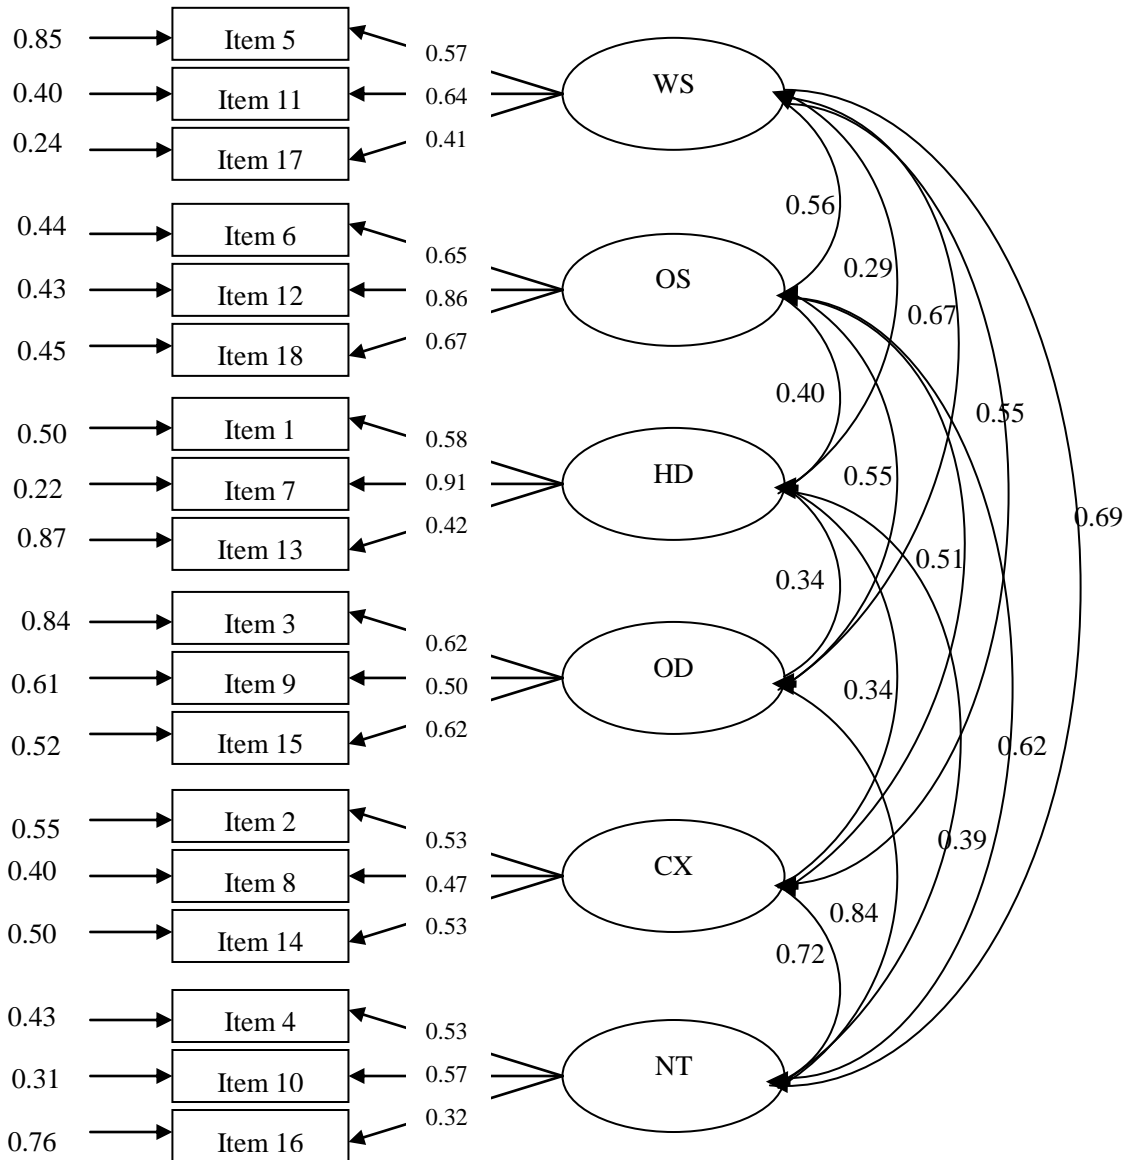 0.85 Item 5 0.57 WS
0.40 Item 11 0.64
0.24 Item 17 0.41
0.56
0.44 Item 6 0.65 OS
0.29
0.43 Item 12 0.86
0.67
0.45 Item 18 0.67
0.40
0.55
0.50 Item 1 0.58 HD
0.55
0.22 Item 7 0.91
0.69
0.87 Item 13 0.42
0.51
0.34
0.84 Item 3 0.62 OD
0.61 Item 9 0.50
0.34
0.52 Item 15 0.62
0.62
0.55 Item 2 0.53 CX
0.39
0.40 Item 8 0.47
0.84
0.50 Item 14 0.53
0.72
0.43 Item 4 0.53 NT
0.31 Item 10 0.57
0.76 Item 16 0.32